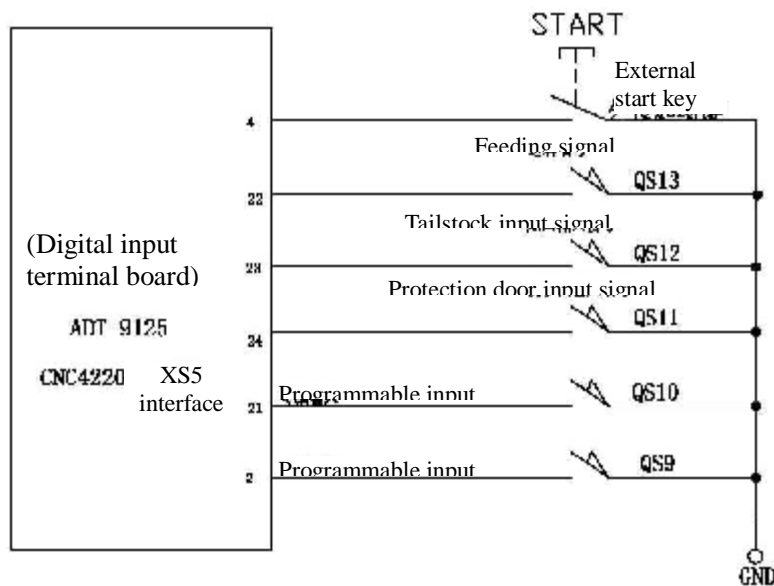 START
External
start key
4
Feeding signal
QS13
22
Tailstock input signal
(Digital input
terminal board)
QS12
23
Protection door input signal
QS11
ADT 9125
24
CNC4220 XS5
interface
Programmable input
QS10
21
Programmable input
QS9
2
GND